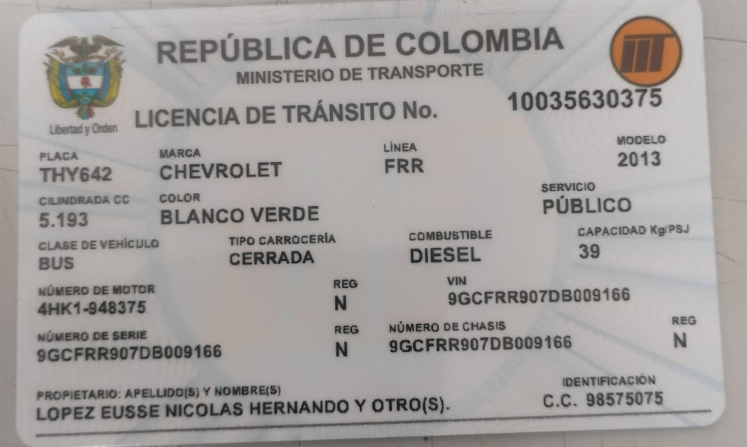 REPÚBLICA DE COLOMBIA
MINISTERIO DE TRANSPORTE
Libertad y Orden
LICENCIA DE TRÁNSITO No. 10035630375
PLACA MARCA LÍNEA MODELO
THY642 CHEVROLET FRR 2013
CILINDRADA CC COLOR SERVICIO
5.193 BLANCO VERDE PÚBLICO
CLASE DE VEHÍCULO TIPO CARROCERÍA COMBUSTIBLE CAPACIDAD Kg/PSJ
BUS CERRADA DIESEL 39
NÚMERO DE MOTOR REG VIN
4HK1-948375 N 9GCFRR907DB009166
NÚMERO DE SERIE REG NÚMERO DE CHASIS REG
9GCFRR907DB009166 N 9GCFRR907DB009166 N
PROPIETARIO: APELLIDO(S) Y NOMBRE(S) IDENTIFICACIÓN
LOPEZ EUSSE NICOLAS HERNANDO Y OTRO(S). C.C. 98575075